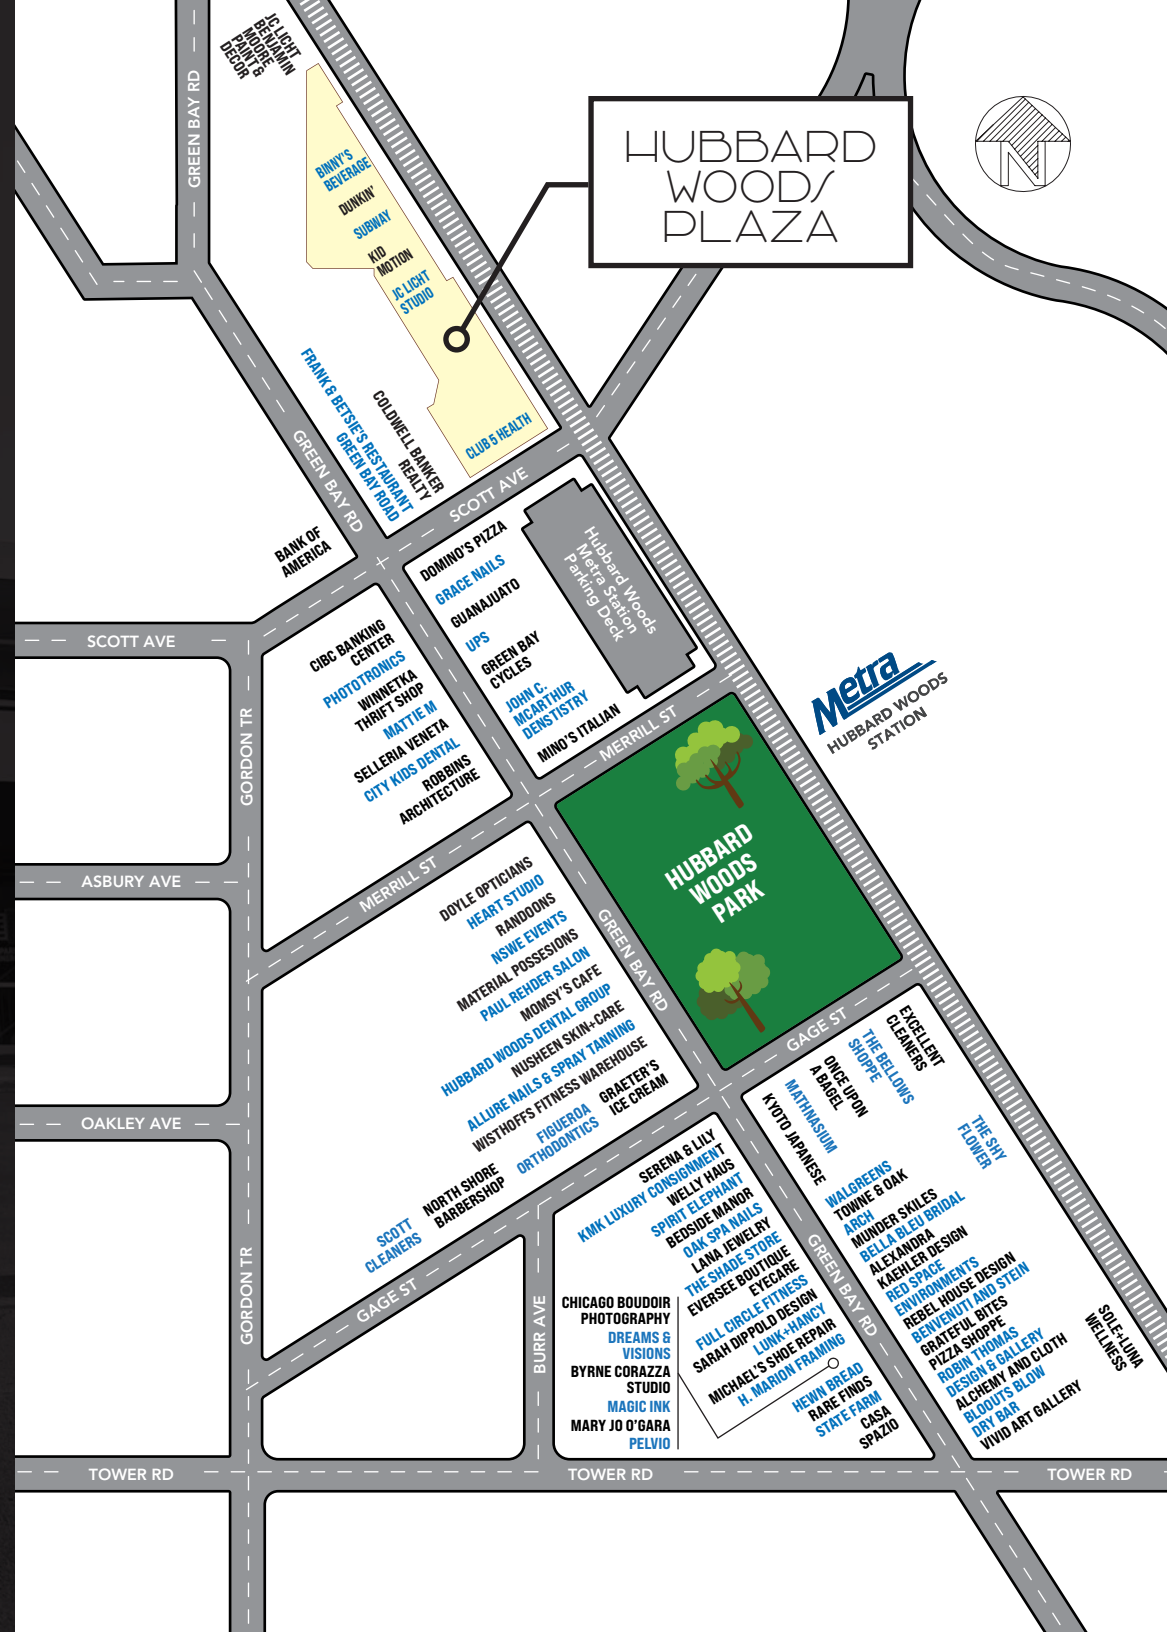 JC LICHT
BENJAMIN
MOORE
PAINT &
DECOR
GREEN BAY RD
HUBBARD
WOODS
PLAZA
N
BINNY'S
BEVERAGE
DUNKIN'
SUBWAY
KID
MOTION
JC LIGHT
STUDIO
CLUB 5 HEALTH
FRANK & BETSIE'S RESTAURANT
GREEN BAY ROAD
COLDWELL BANKER
REALTY
GREEN BAY RD
SCOTT AVE
BANK OF
AMERICA
DOMINO'S PIZZA
GRACE NAILS
GUANAJUATO
UPS
GREEN BAY
CYCLES
JOHN C.
MCARTHUR
DENSTISTRY
MINO'S ITALIAN
Hubbard Woods
Metra Station
Parking Deck
SCOTT AVE
CIBC BANKING
CENTER
PHOTOTRONICS
WINNETKA
THRIFT SHOP
MATTIE M
SELLERIA VENETA
CITY KIDS DENTAL
ROBBINS
ARCHITECTURE
MERRILL ST
Metra
HUBBARD WOODS
STATION
GORDON TR
HUBBARD
WOODS
PARK
ASBURY AVE
MERRILL ST
DOYLE OPTICIANS
HEART STUDIO
RANDOONS
NSWE EVENTS
MATERIAL POSSESIONS
PAUL REHDER SALON
MOMSY'S CAFE
HUBBARD WOODS DENTAL GROUP
NUSHEEN SKIN+CARE
ALLURE NAILS & SPRAY TANNING
WISTHOFFS FITNESS WAREHOUSE
GRAETER'S
ICE CREAM
FIGUEROA
ORTHODONTICS
NORTH SHORE
BARBERSHOP
SCOTT
CLEANERS
GREEN BAY RD
GAGE ST
EXCELLENT
CLEANERS
THE BELLOWS
SHOPPE
ONCE UPON
A BAGEL
MATHNASIUM
KYOTO JAPANESE
THE SHY
FLOWER
OAKLEY AVE
SERENA & LILY
KMK LUXURY CONSIGNMENT
WELLY HAUS
SPIRIT ELEPHANT
BEDSIDE MANOR
OAK SPA NAILS
LANA JEWELRY
THE SHADE STORE
EVERSEE BOUTIQUE
EYECARE
FULL CIRCLE FITNESS
SARAH DIPPOLD DESIGN
LUNK+HANCY
MICHAEL'S SHOE REPAIR
H. MARION FRAMING
HEWN BREAD
RARE FINDS
STATE FARM
CASA
SPAZIO
WALGREENS
TOWNE & OAK
ARCH
MUNDER SKILES
BELLA BLEU BRIDAL
ALEXANDRA
KAEHLER DESIGN
RED SPACE
ENVIRONMENTS
REBEL HOUSE DESIGN
BENVENUTI AND STEIN
GRATEFUL BITES
PIZZA SHOPPE
ROBIN THOMAS
DESIGN & GALLERY
ALCHEMY AND CLOTH
BLOOUTS BLOW
DRY BAR
VIVID ART GALLERY
SOLE+LUNA
WELLNESS
GREEN BAY RD
GORDON TR
GAGE ST
BURR AVE
CHICAGO BOUDOIR
PHOTOGRAPHY
DREAMS &
VISIONS
BYRNE CORAZZA
STUDIO
MAGIC INK
MARY JO O'GARA
PELVIO
TOWER RD
TOWER RD
TOWER RD